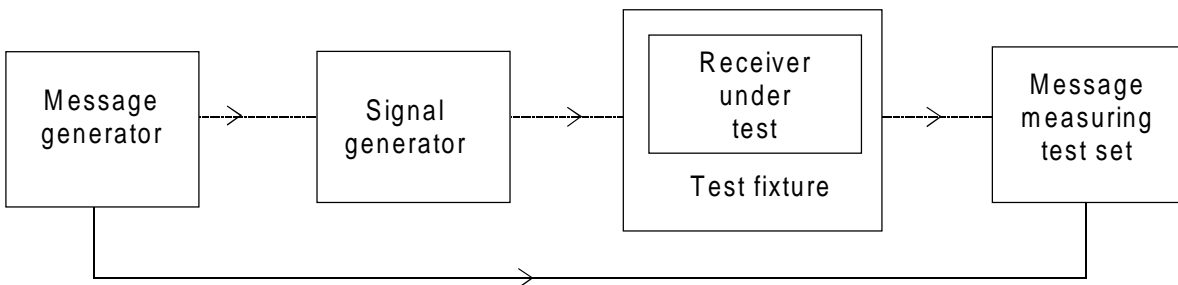 Message
generator
Signal
generator
Receiver
under
test
Test fixture
Message
measuring
test set